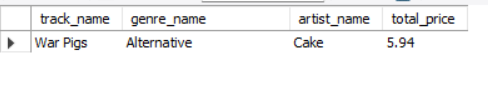 track_name genre_name artist_name total_price
War Pigs Alternative Cake 5.94